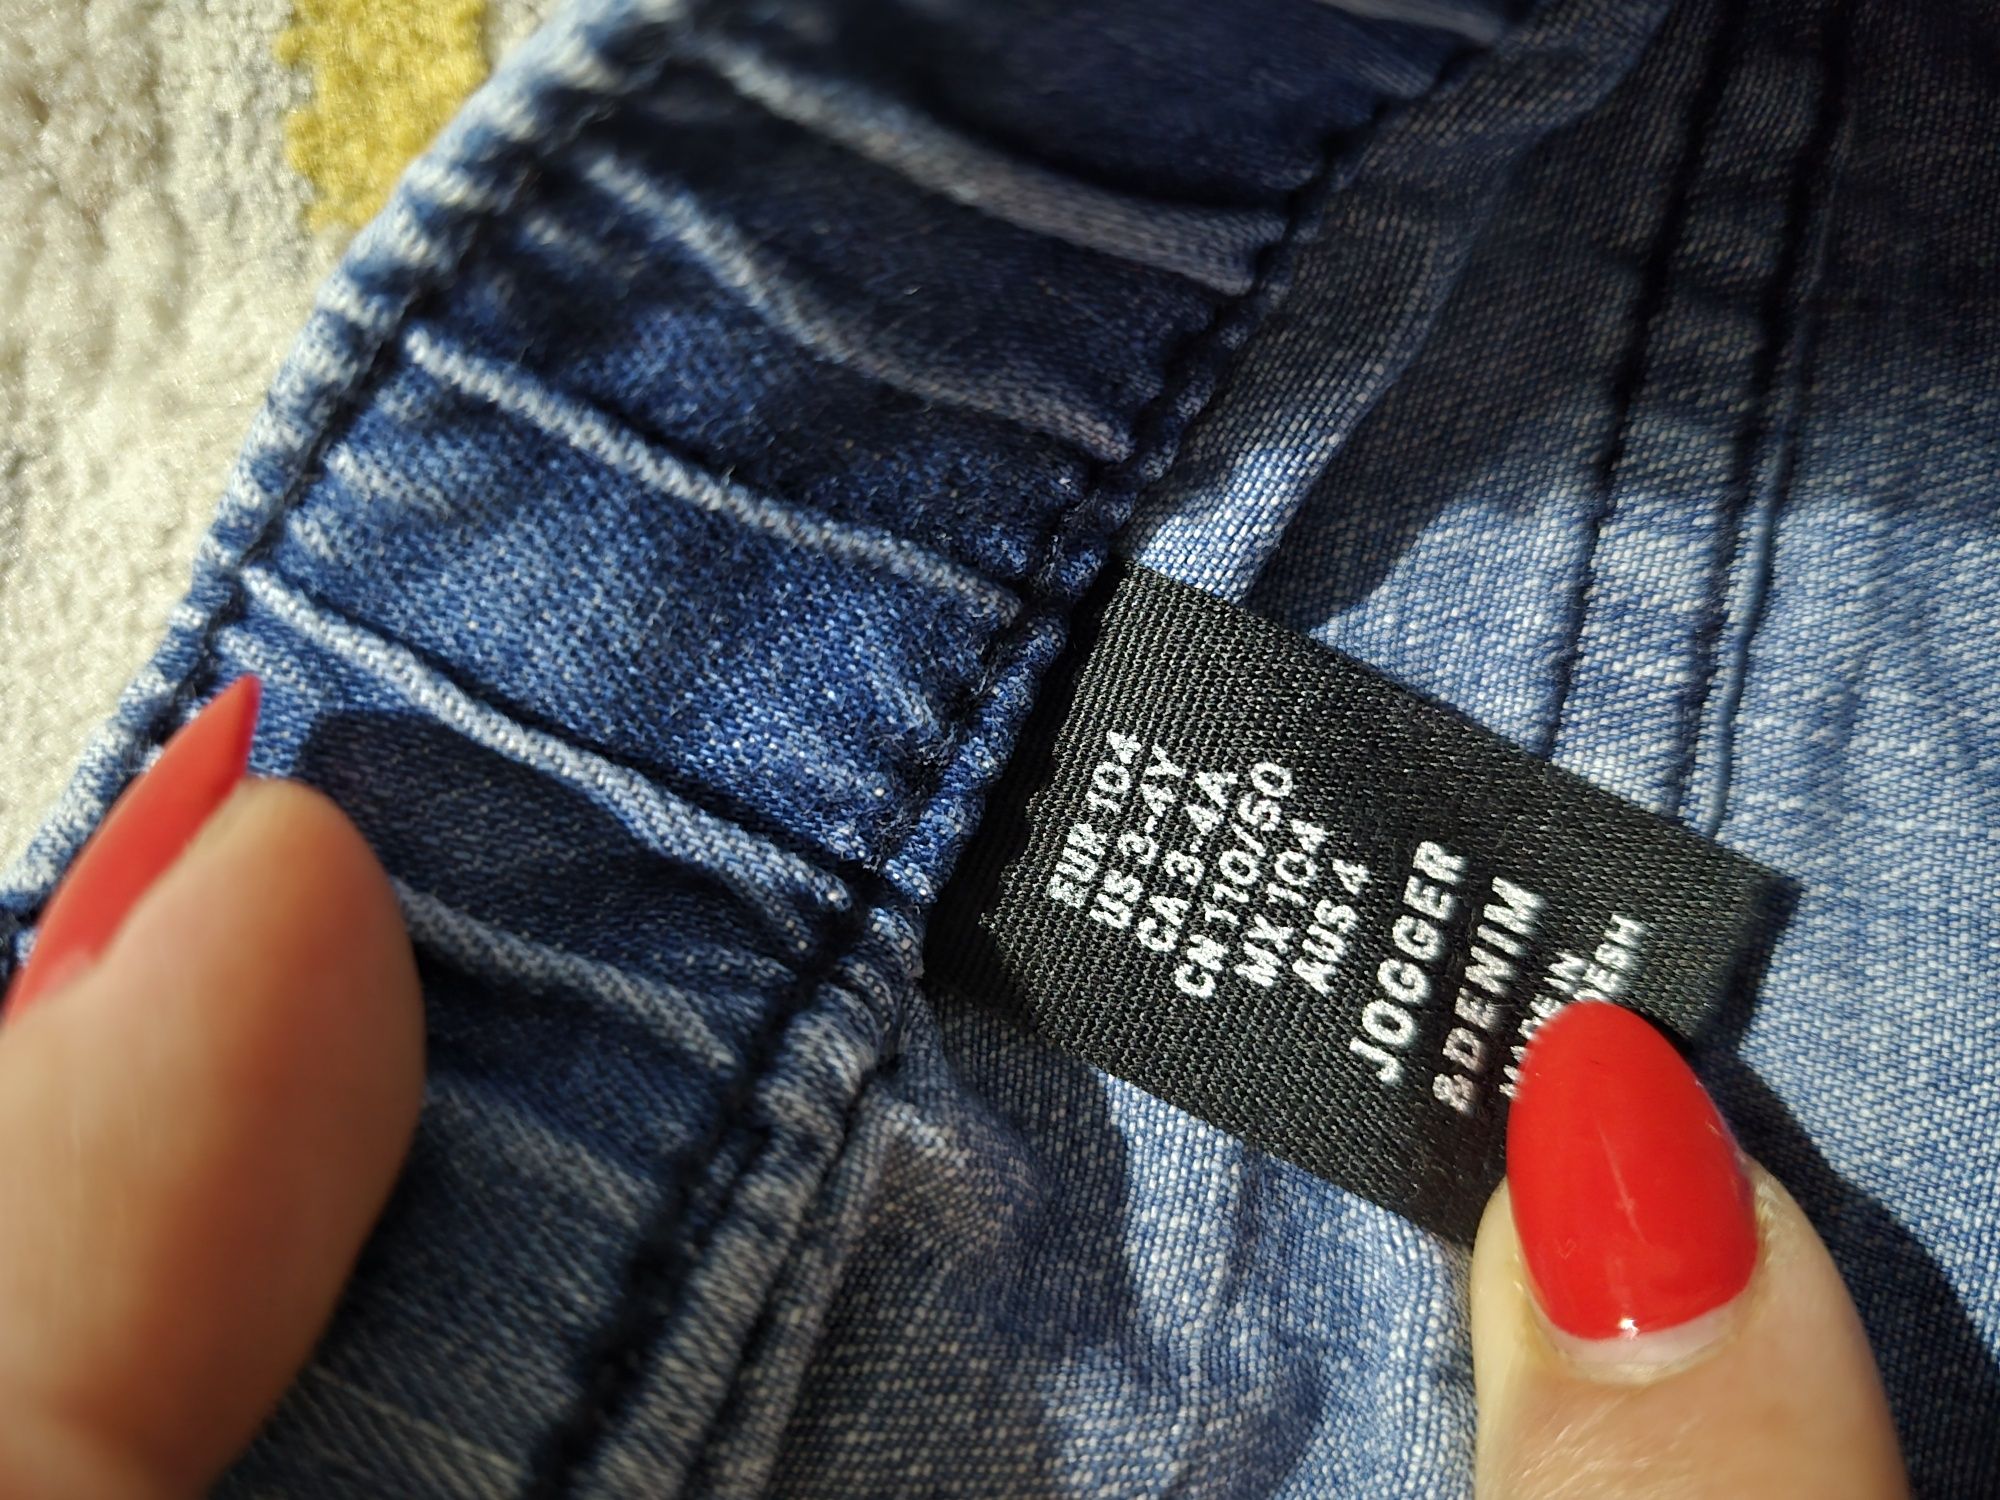 EUR 104
US 3-4Y
CA 3-4A
CN 110/50
MX 104
AUS 4
JOGGER
&DENIM